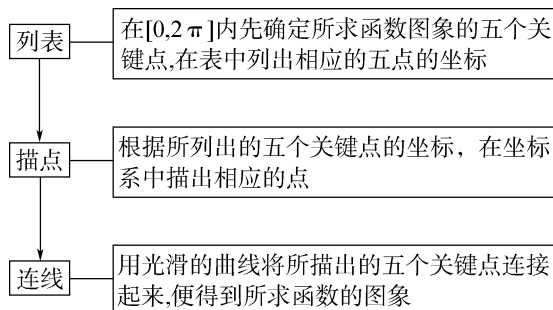 列表
在[0,2π]内先确定所求函数图象的五个关
键点,在表中列出相应的五点的坐标
描点
根据所列出的五个关键点的坐标，在坐标
系中描出相应的点
连线
用光滑的曲线将所描出的五个关键点连接
起来,便得到所求函数的图象